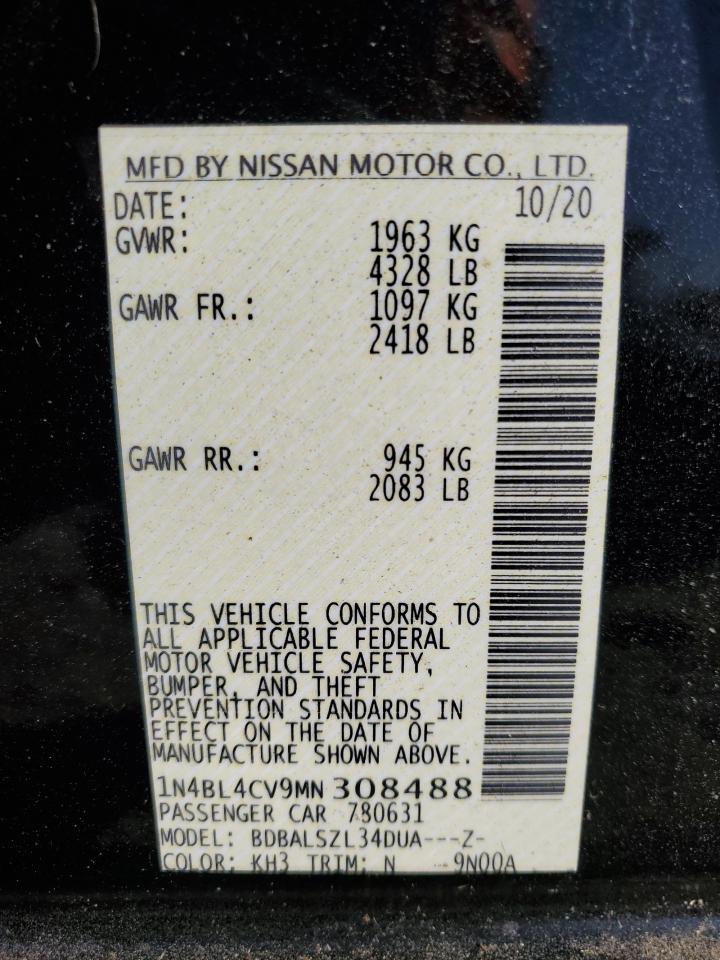 MFD BY NISSAN MOTOR CO., LTD.
DATE: 10/20
GVWR: 1963 KG
4328 LB
GAWR FR.: 1097 KG
2418 LB
GAWR RR.: 945 KG
2083 LB
THIS VEHICLE CONFORMS TO
ALL APPLICABLE FEDERAL
MOTOR VEHICLE SAFETY,
BUMPER, AND THEFT
PREVENTION STANDARDS IN
EFFECT ON THE DATE OF
MANUFACTURE SHOWN ABOVE.
1N4BL4CV9MN 308488
PASSENGER CAR 780631
MODEL: BDBALSZL34DUA---Z-
COLOR: KH3 TRIM: N --9N00A